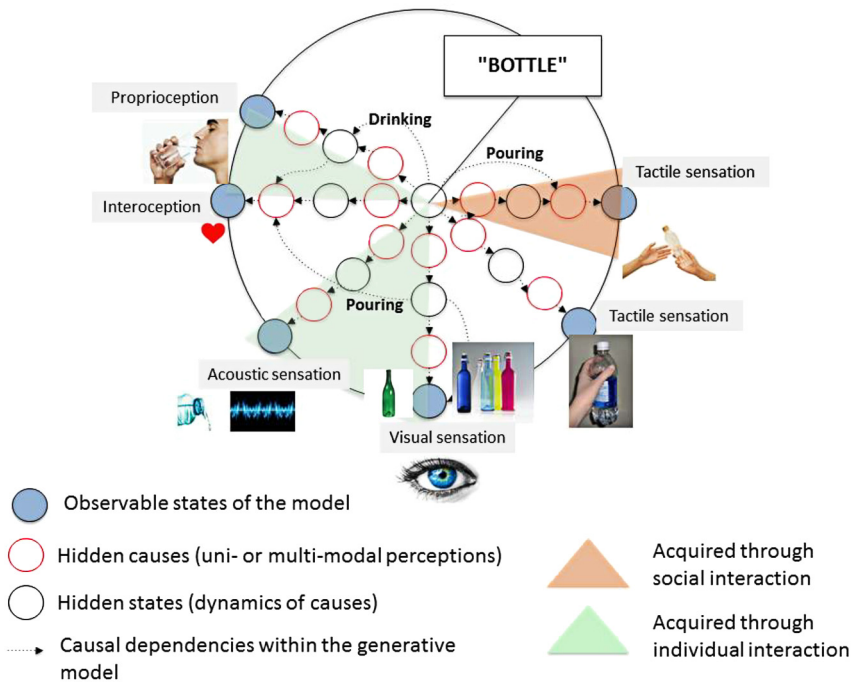 "BOTTLE"
Proprioception
Drinking
Pouring
Tactile sensation
Interoception
Pouring
Tactile sensation
Acoustic sensation
Visual sensation
Observable states of the model
Hidden causes (uni- or multi-modal perceptions)
Hidden states (dynamics of causes)
Causal dependencies within the generative
model
Acquired through
social interaction
Acquired through
individual interaction